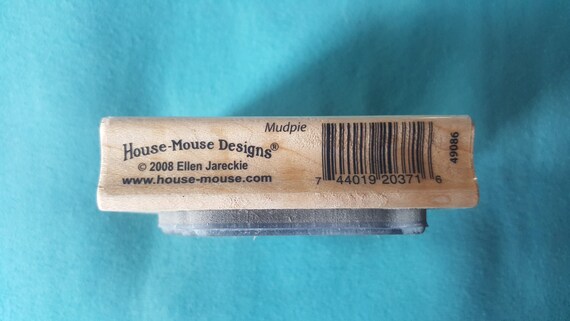 Mudpie
House-Mouse Designs®
© 2008 Ellen Jareckie
www.house-mouse.com
7 44019 20371 6
49086